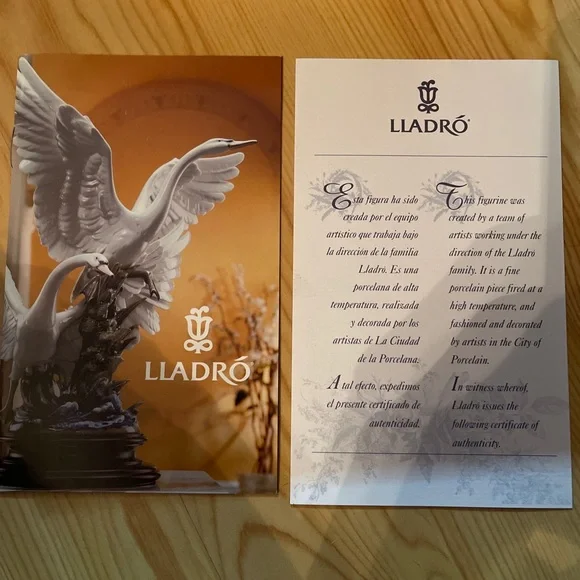 LLADRÓ
LLADRÓ
Esta figura ha sido
creada por el equipo
artístico que trabaja bajo
la dirección de la familia
Lladró. Es una
porcelana de alta
temperatura, realizada
y decorada por los
artistas de La Ciudad
de la Porcelana.
A tal efecto, expedimos
el presente certificado de
autenticidad.
This figurine was
created by a team of
artists working under the
direction of the Lladró
family. It is a fine
porcelain piece fired at a
high temperature, and
fashioned and decorated
by artists in the City of
Porcelain.
In witness whereof,
Lladró issues the
following certificate of
authenticity.